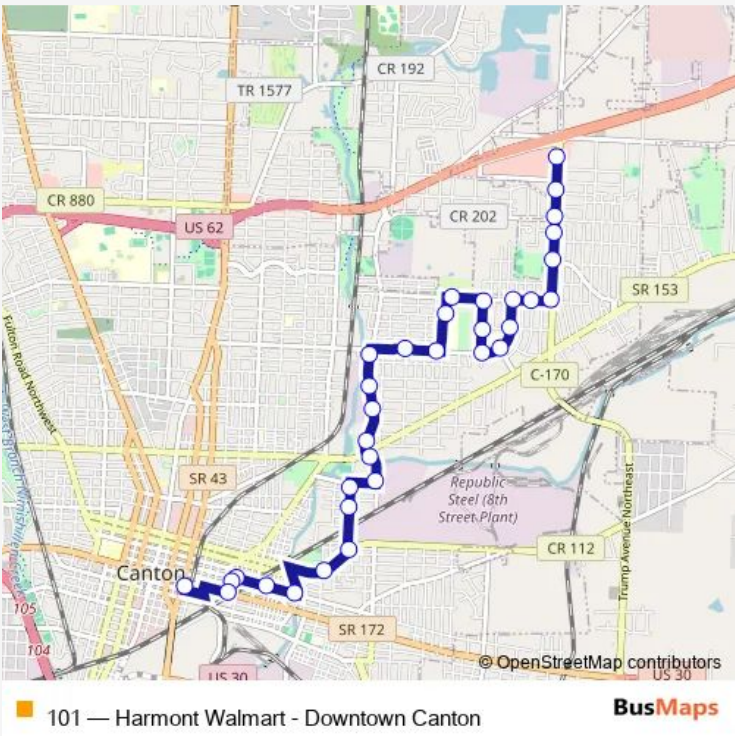 CR 192
TR 1577
CR 880
US 62
CR 202
SR 153
Fulton Road Northwest
C-170
SR 43
Republic
Steel (8th
Street Plant)
Trump Avenue Northeast
CR 112
Canton
105
SR 172
104
US 30
US 30
© OpenStreetMap contributors
101 — Harmont Walmart - Downtown Canton
BusMaps